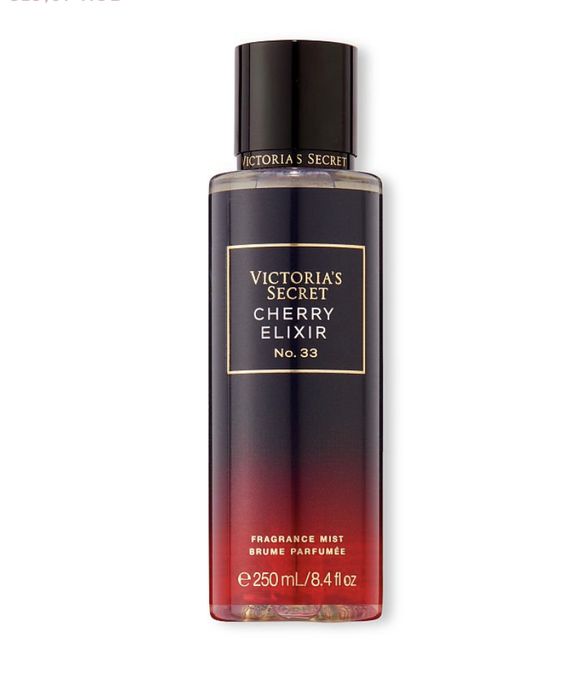 VICTORIA'S SECRET
VICTORIA'S
SECRET
CHERRY
ELIXIR
No. 33
FRAGRANCE MIST
BRUME PARFUMÉE
℮ 250 mL/8.4 fl oz